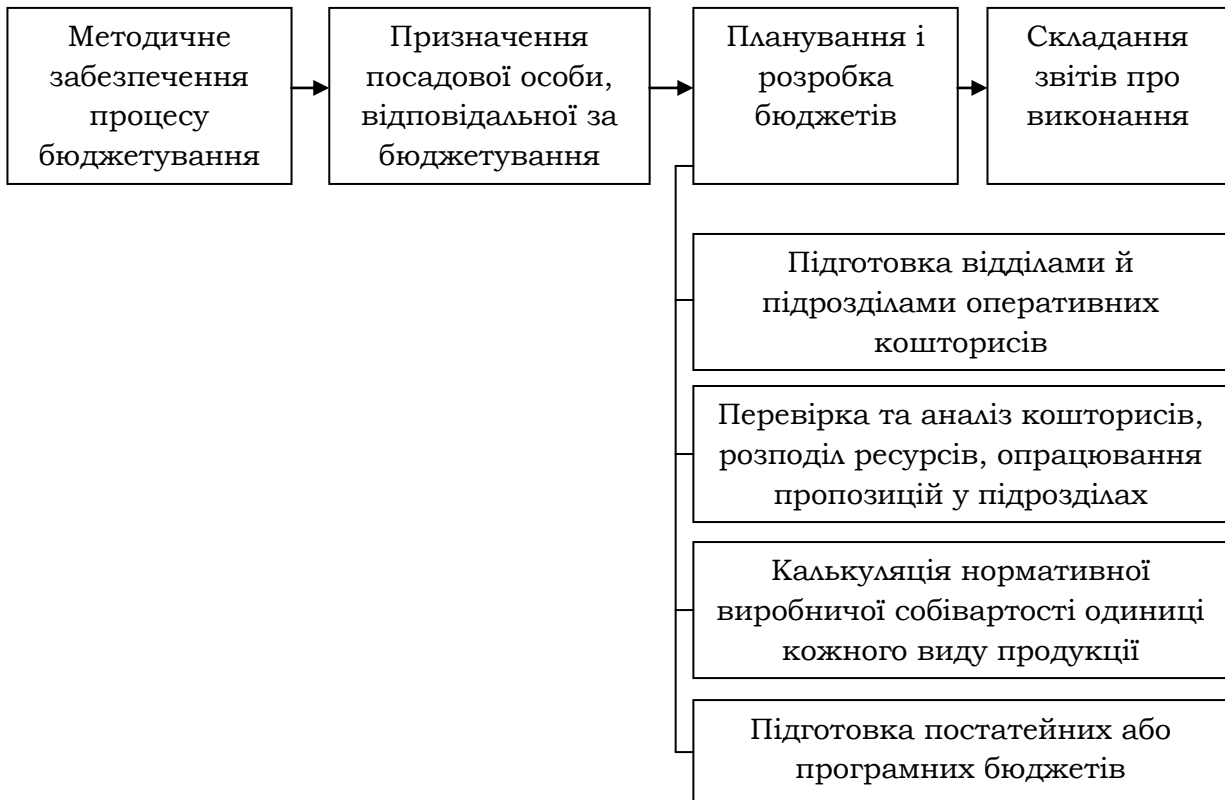 Методичне
забезпечення
процесу
бюджетування
Призначення
посадової особи,
відповідальної за
бюджетування
Планування і
розробка
бюджетів
Складання
звітів про
виконання
Підготовка відділами й
підрозділами оперативних
кошторисів
Перевірка та аналіз кошторисів,
розподіл ресурсів, опрацювання
пропозицій у підрозділах
Калькуляція нормативної
виробничої собівартості одиниці
кожного виду продукції
Підготовка постатейних або
програмних бюджетів